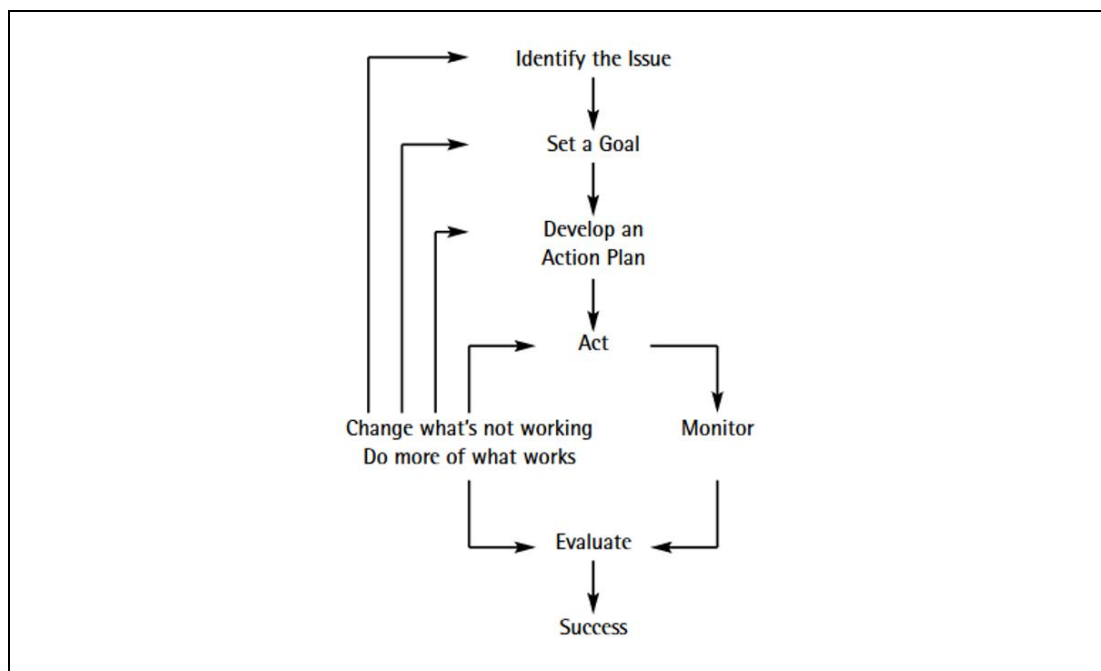 Identify the Issue
Set a Goal
Develop an
Action Plan
Act
Change what's not working
Do more of what works
Monitor
Evaluate
Success